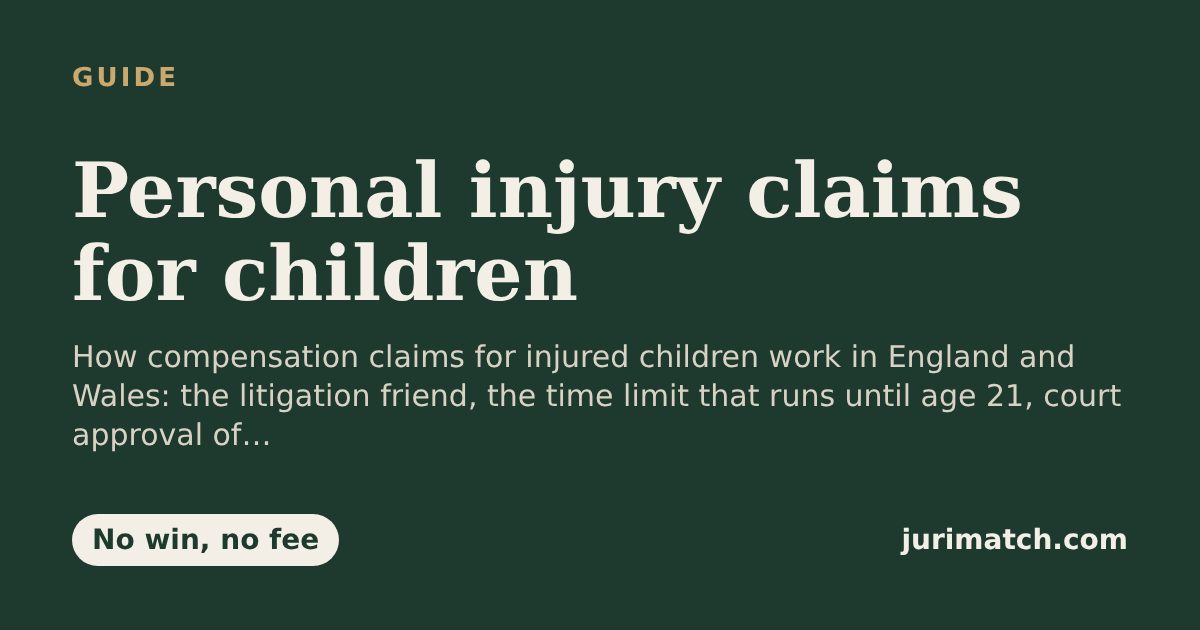 GUIDE
Personal injury claims
for children
How compensation claims for injured children work in England and
Wales: the litigation friend, the time limit that runs until age 21, court
approval of…
No win, no fee
jurimatch.com